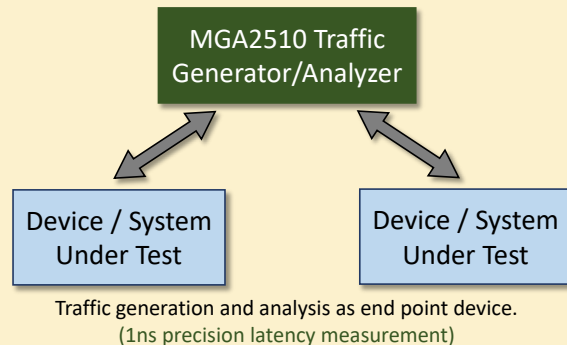 MGA2510 Traffic
Generator/Analyzer
Device / System
Under Test
Device / System
Under Test
Traffic generation and analysis as end point device.
(1ns precision latency measurement)